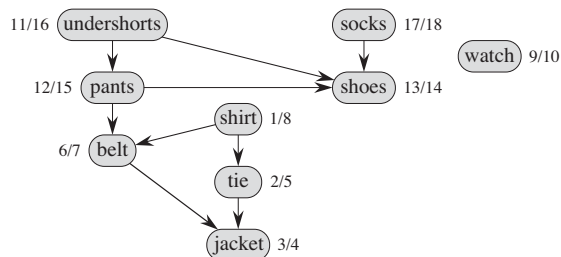 11/16 undershorts socks 17/18
watch 9/10
12/15 pants shoes 13/14
shirt 1/8
6/7 belt
tie 2/5
jacket 3/4